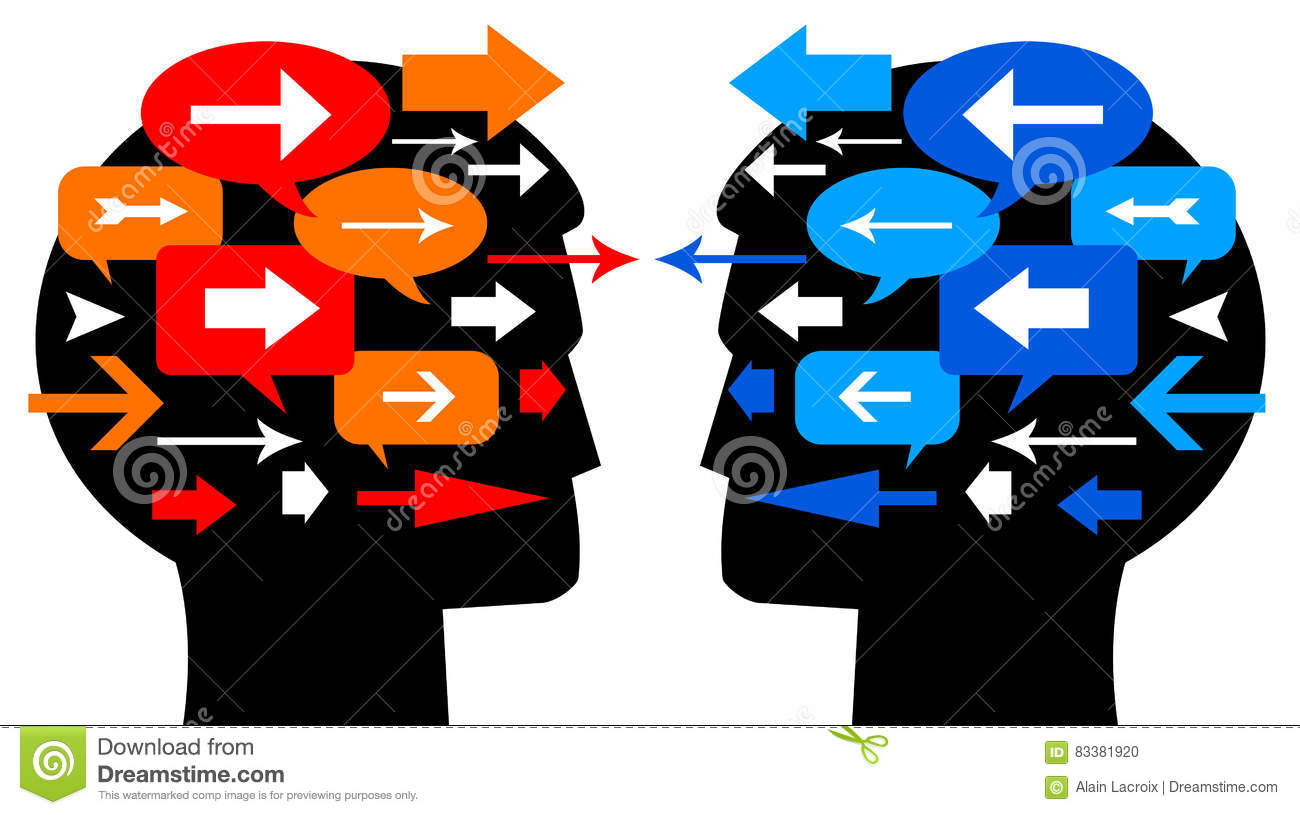 Download from
Dreamstime.com
This watermarked comp image is for previewing purposes only.
ID 83381920
© Alain Lacroix | Dreamstime.com